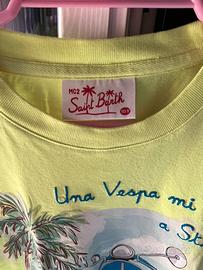 MC2
Saint Barth
Una Vespa mi
a St